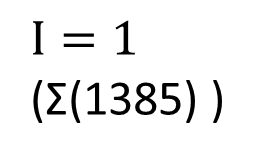 I = 1
(Σ(1385) )